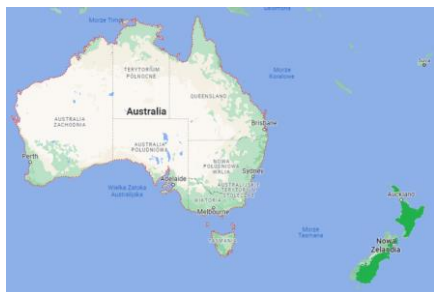 Morze Timor
Morze
Koralowe
TERYTORIUM
PÓŁNOCNE
QUEENSLAND
Australia
AUSTRALIA
ZACHODNIA
Brisbane
AUSTRALIA
POŁUDNIOWA
NOWA
POŁUDNIOWA
WALIA
Perth
Sydney
Adelaide
Wielka Zatoka
Australijska
WIKTORIA
Melbourne
Auckland
Morze
Tasmana
Nowa
Zelandia